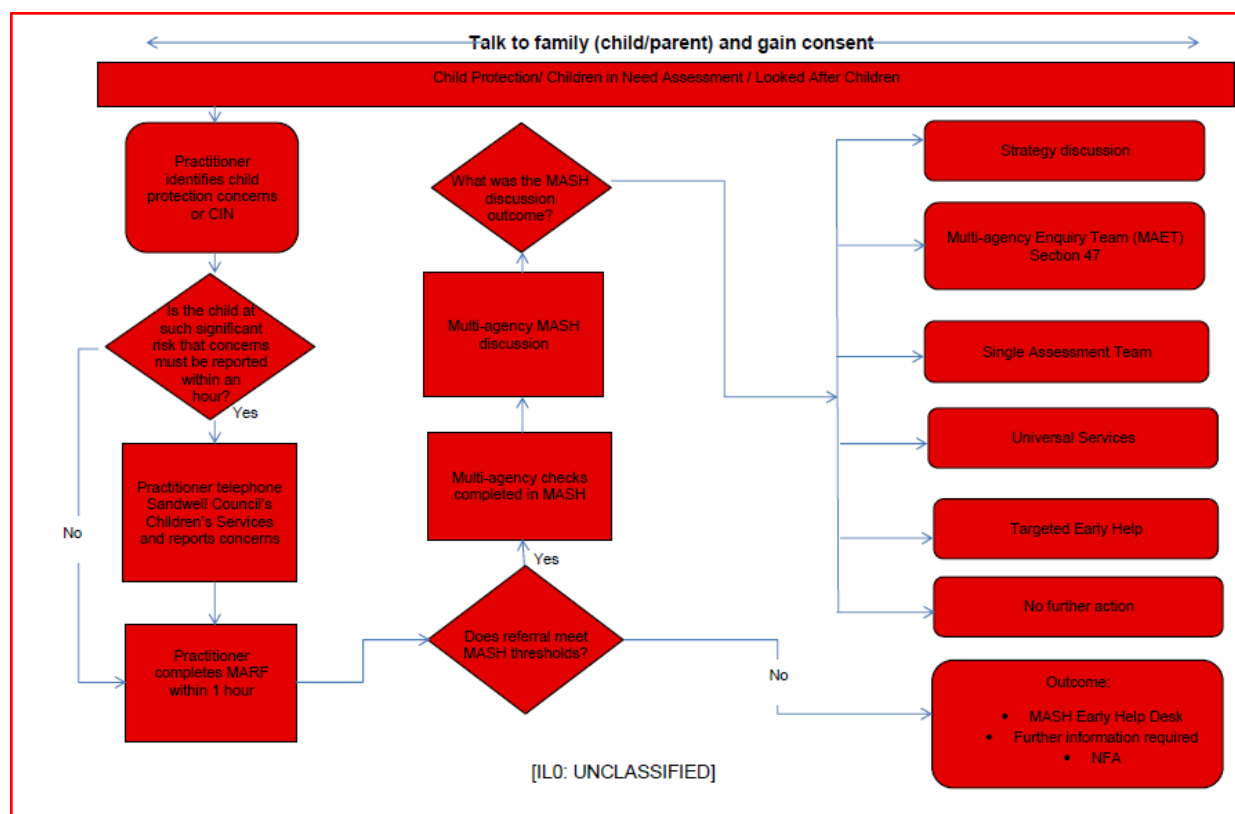 Talk to family (child/parent) and gain consent
Child Protection/ Children in Need Assessment / Looked After Children
Practitioner
identifies child
protection concerns
or CIN
Is the child at
such significant
risk that concerns
must be reported
within an
hour?
Yes
No
Practitioner telephone
Sandwell Council's
Children's Services
and reports concerns
Practitioner
completes MARF
within 1 hour
What was the MASH
discussion
outcome?
Multi-agency MASH
discussion
Multi-agency checks
completed in MASH
Yes
Does referral meet
MASH thresholds?
No
Strategy discussion
Multi-agency Enquiry Team (MAET)
Section 47
Single Assessment Team
Universal Services
Targeted Early Help
No further action
Outcome:
• MASH Early Help Desk
• Further information required
• NFA
[IL0: UNCLASSIFIED]